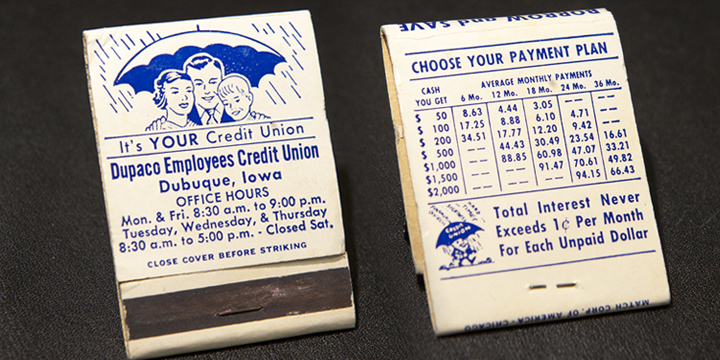 It's YOUR Credit Union
Dupaco Employees Credit Union
Dubuque, Iowa
OFFICE HOURS
Mon. & Fri. 8:30 a.m. to 9:00 p.m.
Tuesday, Wednesday, & Thursday
8:30 a.m. to 5:00 p.m. - Closed Sat.
CLOSE COVER BEFORE STRIKING
BORROW and SAVE
CHOOSE YOUR PAYMENT PLAN
CASH YOU GET AVERAGE MONTHLY PAYMENTS
6 Mo. 12 Mo. 18 Mo. 24 Mo. 36 Mo.
$ 50 8.63 4.44 3.05 -- --
$ 100 17.25 8.88 6.10 4.71 --
$ 200 34.51 17.77 12.20 9.42 --
$ 500 -- 44.43 30.49 23.54 16.61
$1,000 -- 88.85 60.98 47.07 33.21
$1,500 -- -- 91.47 70.61 49.82
$2,000 -- -- -- 94.15 66.43
CREDIT UNION
Total Interest Never
Exceeds 1¢ Per Month
For Each Unpaid Dollar
MATCH CORP. OF AMERICA - CHICAGO